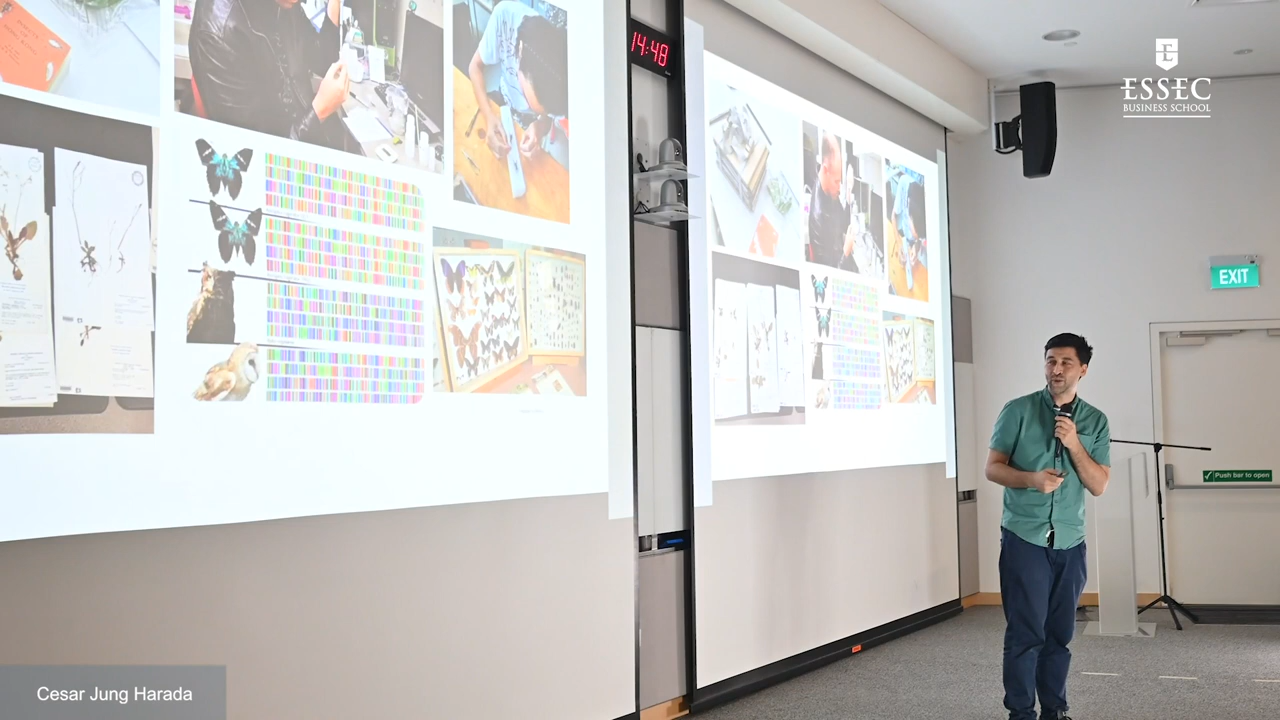 14:48
ESSEC
BUSINESS SCHOOL
EXIT
Push bar to open
Cesar Jung Harada